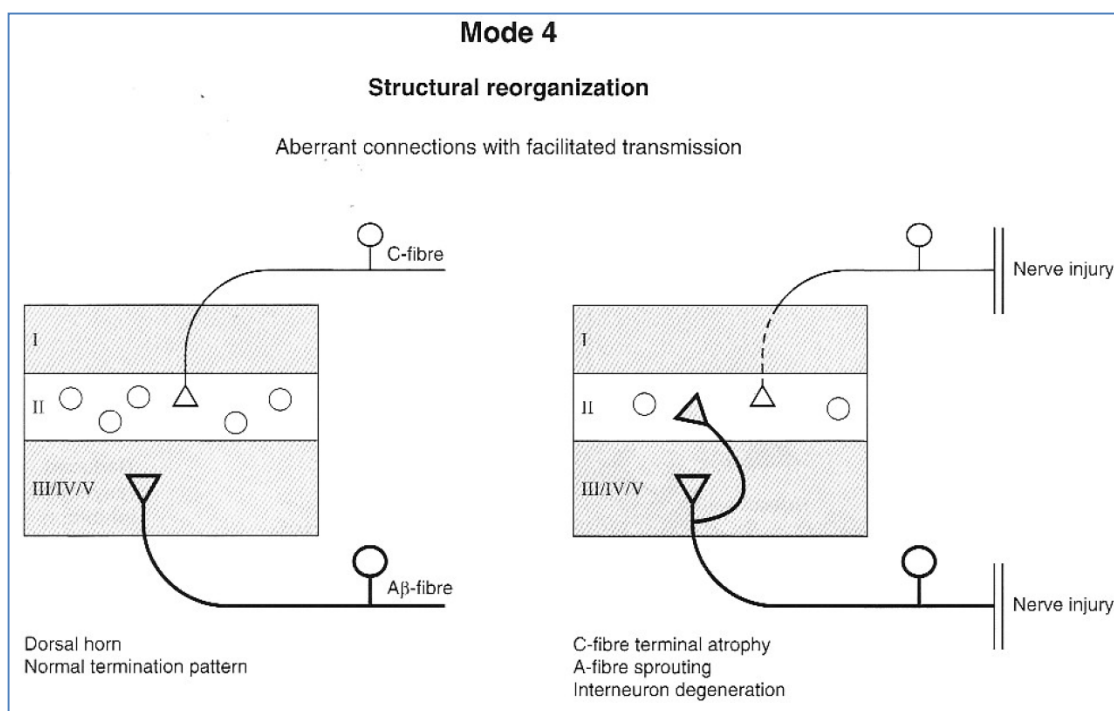 Mode 4
Structural reorganization
Aberrant connections with facilitated transmission
C-fibre
I
II
III/IV/V
Aβ-fibre
Dorsal horn
Normal termination pattern
Nerve injury
I
II
III/IV/V
Nerve injury
C-fibre terminal atrophy
A-fibre sprouting
Interneuron degeneration